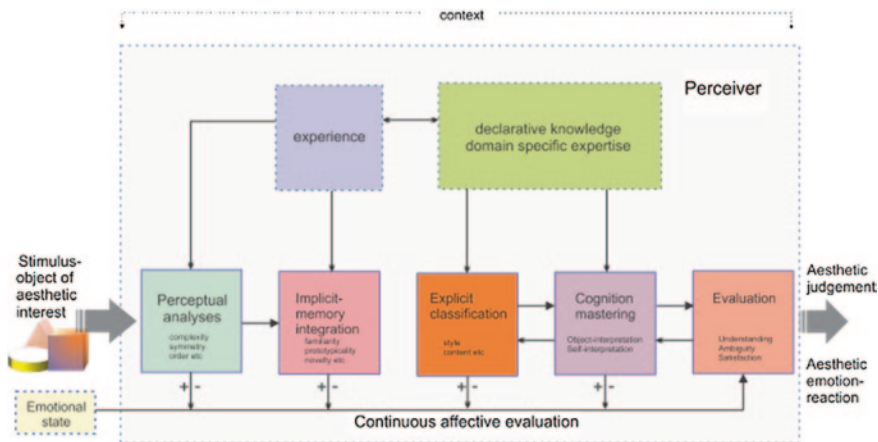 context
Perceiver
experience
declarative knowledge
domain specific expertise
Stimulus-
object of
aesthetic
interest
Perceptual
analyses
complexity
symmetry
order etc
Implicit-
memory
integration
familiarity
prototypicality
novelty etc
Explicit
classification
style
content etc
Cognition
mastering
Object-interpretation
Self-interpretation
Evaluation
Understanding
Ambiguity
Satisfaction
Aesthetic
judgement
Aesthetic
emotion-
reaction
+ -
+ -
+ -
+ -
Emotional
state
Continuous affective evaluation